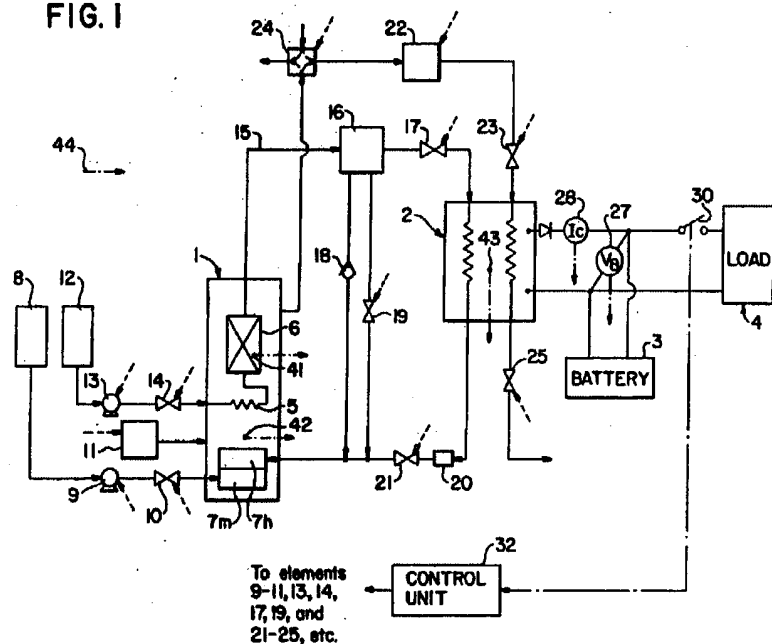 FIG. 1
24
22
16
17
15
23
44
28
30
2
27
Ic
43
VB
LOAD
1
18
8
12
6
19
4
41
3
25
BATTERY
13
14
5
42
11
9
10
7m
7h
21
20
32
To elements
9-11, 13, 14,
17, 19, and
21-25, etc.
CONTROL
UNIT